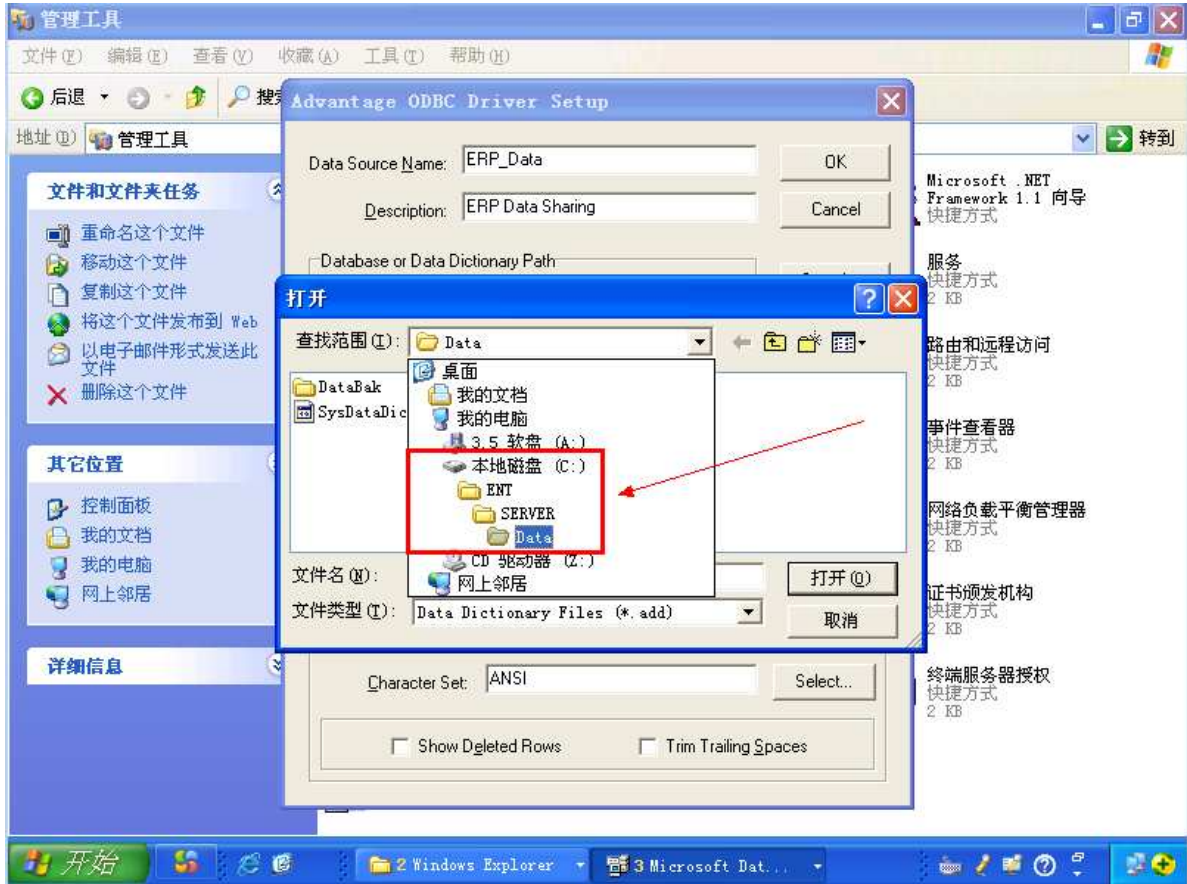 管理工具
文件(F) 编辑(E) 查看(V) 收藏(A) 工具(T) 帮助(H)
后退
地址(D) 管理工具 转到
文件和文件夹任务
重命名这个文件
移动这个文件
复制这个文件
将这个文件发布到 Web
以电子邮件形式发送此
文件
删除这个文件
其它位置
控制面板
我的文档
我的电脑
网上邻居
详细信息
Advantage ODBC Driver Setup
Data Source Name: ERP_Data OK
Description: ERP Data Sharing Cancel
Database or Data Dictionary Path
打开
查找范围(I): Data
DataBak
SysDataDic
桌面
我的文档
我的电脑
3.5 软盘 (A:)
本地磁盘 (C:)
ENT
SERVER
Data
CD 驱动器 (Z:)
网上邻居
文件名(N): 打开(O)
文件类型(T): Data Dictionary Files (*.add) 取消
Character Set: ANSI Select...
Show Deleted Rows Trim Trailing Spaces
Microsoft .NET
Framework 1.1 向导
快捷方式
服务
快捷方式
2 KB
路由和远程访问
快捷方式
2 KB
事件查看器
快捷方式
2 KB
网络负载平衡管理器
快捷方式
2 KB
证书颁发机构
快捷方式
2 KB
终端服务器授权
快捷方式
2 KB
开始 2 Windows Explorer 3 Microsoft Dat...